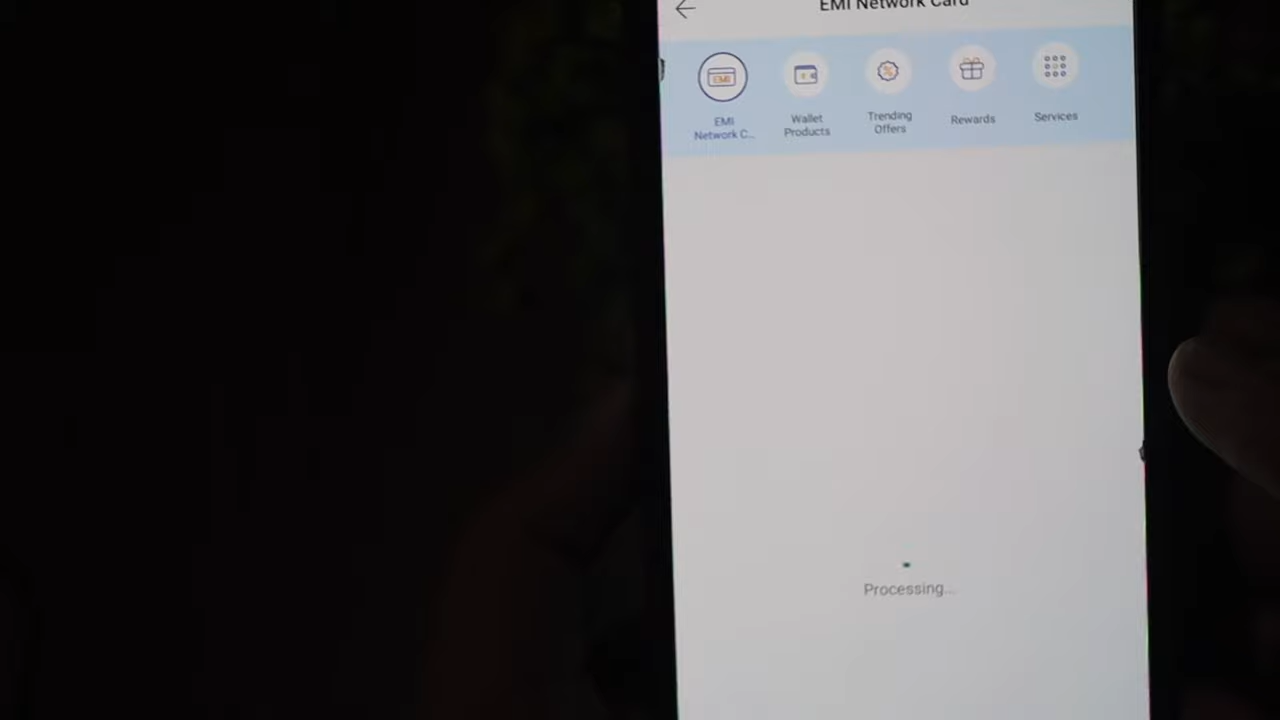 EMI Network Card
EMI
EMI
Network C...
Wallet
Products
Trending
Offers
Rewards
Services
Processing...